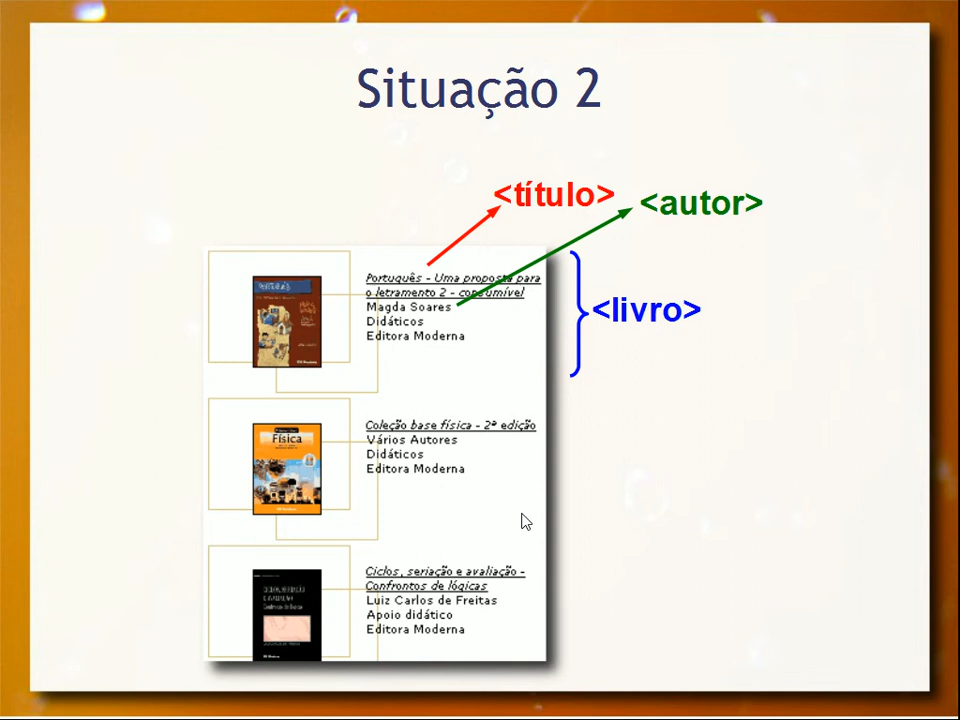 Situação 2
<título>
<autor>
<livro>
Português - Uma proposta para
o letramento 2 - consumível
Magda Soares
Didáticos
Editora Moderna
Física
Coleção base física - 2ª edição
Vários Autores
Didáticos
Editora Moderna
Ciclos, seriação e avaliação -
Confrontos de lógicas
Luiz Carlos de Freitas
Apoio didático
Editora Moderna